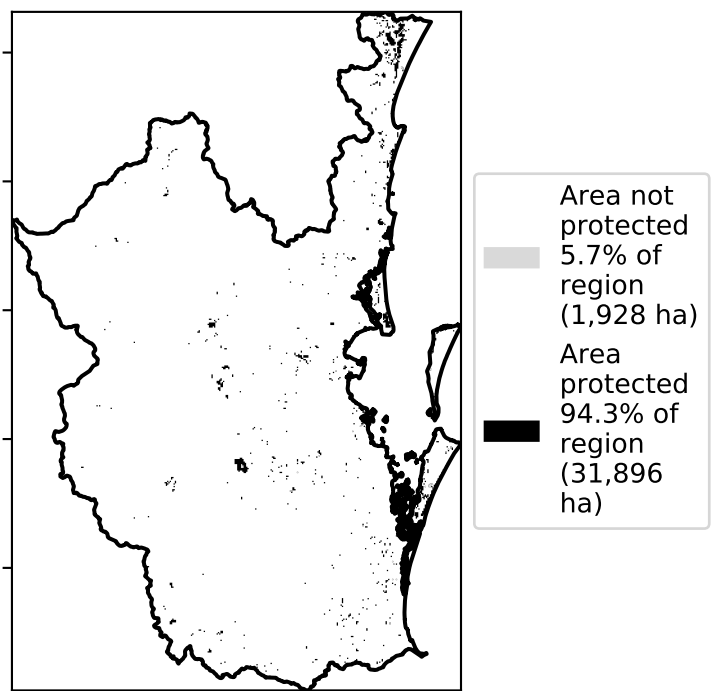 Area not
protected
5.7% of
region
(1,928 ha)
Area
protected
94.3% of
region
(31,896
ha)